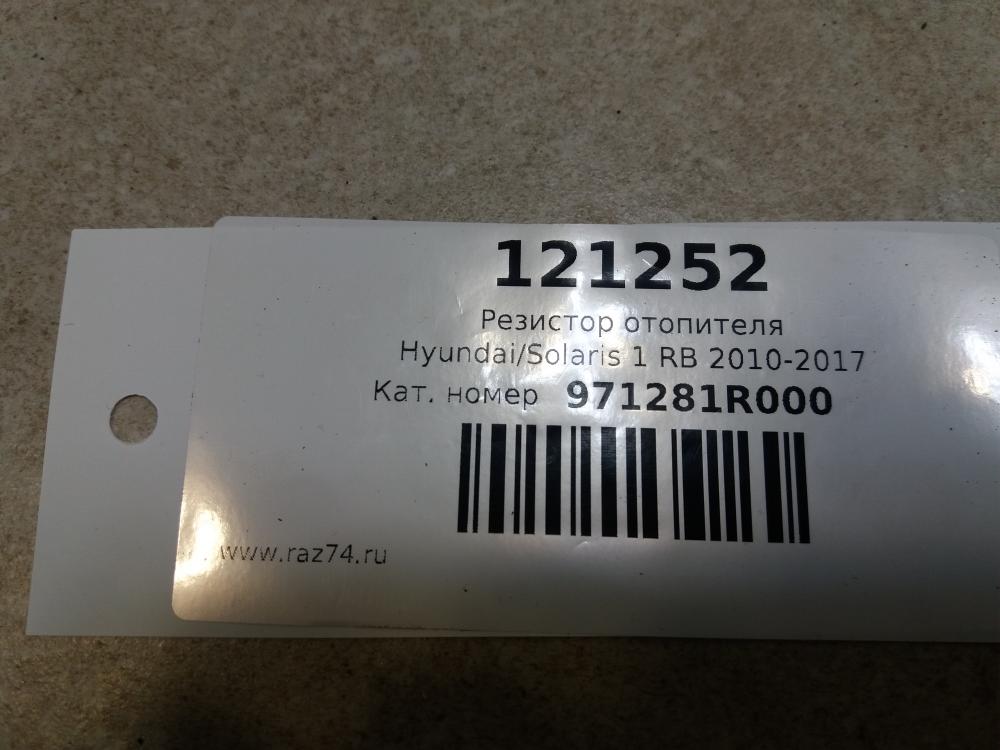 121252
Резистор отопителя
Hyundai/Solaris 1 RB 2010-2017
Кат. номер 971281R000
www.raz74.ru